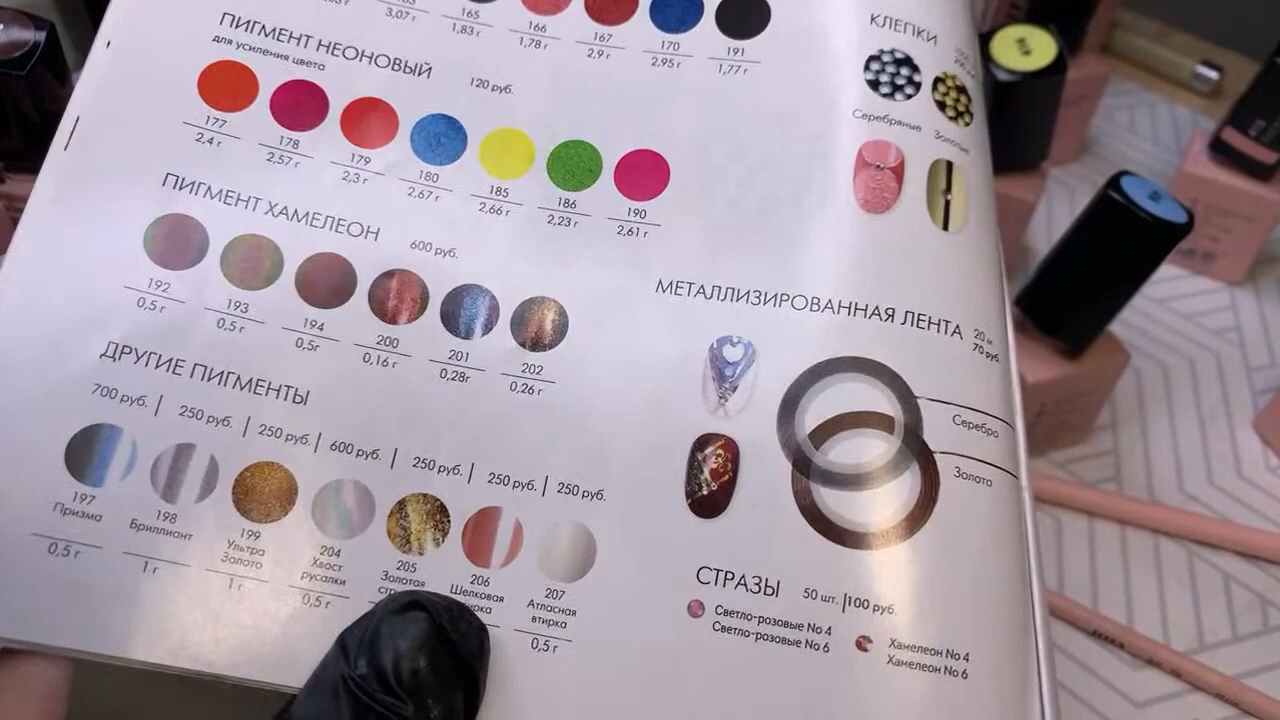 165
166
167
170
191
3,07 г
1,83 г
1,78 г
2,9 г
2,95 г
1,77 г
ПИГМЕНТ НЕОНОВЫЙ
для усиления цвета
120 руб.
177
178
179
180
185
186
190
2,4 г
2,57 г
2,3 г
2,67 г
2,66 г
2,23 г
2,61 г
ПИГМЕНТ ХАМЕЛЕОН
600 руб.
192
193
194
200
201
202
0,5 г
0,5 г
0,5г
0,16 г
0,28г
0,26 г
ДРУГИЕ ПИГМЕНТЫ
700 руб. | 250 руб. | 250 руб. | 600 руб. | 250 руб. | 250 руб. | 250 руб.
197
Призма
0,5 г
198
Бриллиант
1 г
199
Ультра
Золото
1 г
204
Хвост
русалки
0,5 г
205
Золотая
206
Шелковая
207
Атласная
втирка
0,5 г
КЛЕПКИ
Серебряные
Золотые
МЕТАЛЛИЗИРОВАННАЯ ЛЕНТА
20 м
70 руб.
Серебро
Золото
СТРАЗЫ
50 шт. | 100 руб.
Светло-розовые No 4
Светло-розовые No 6
Хамелеон No 4
Хамелеон No 6